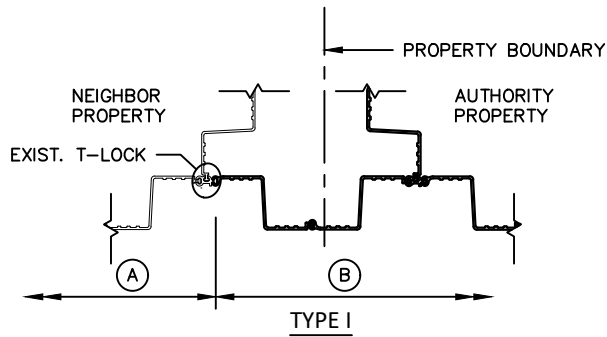 PROPERTY BOUNDARY
NEIGHBOR
PROPERTY
AUTHORITY
PROPERTY
EXIST. T-LOCK
A
B
TYPE I